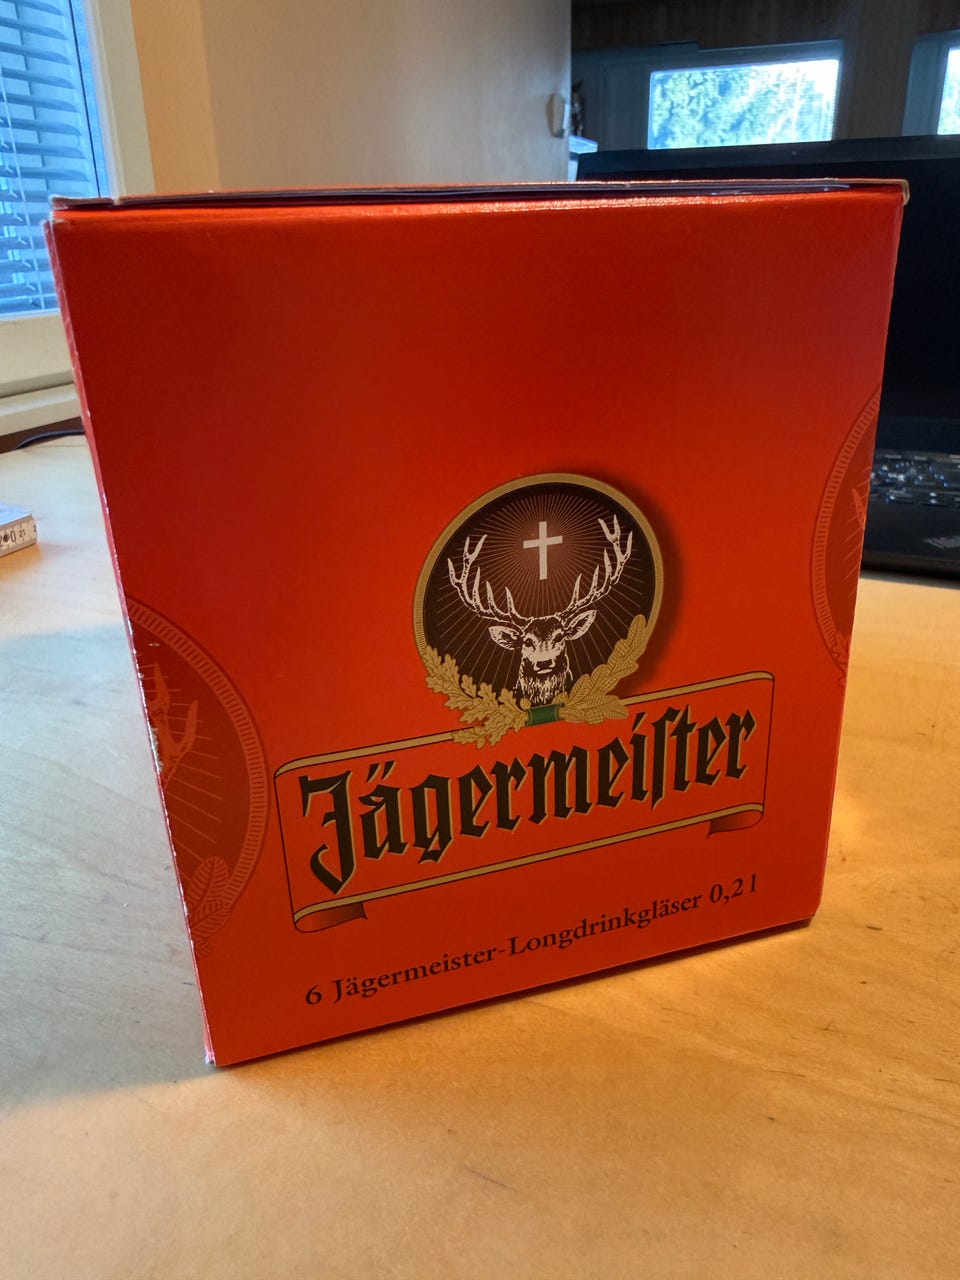 Jägermeiſter
6 Jägermeister-Longdrinkgläser 0,2 l